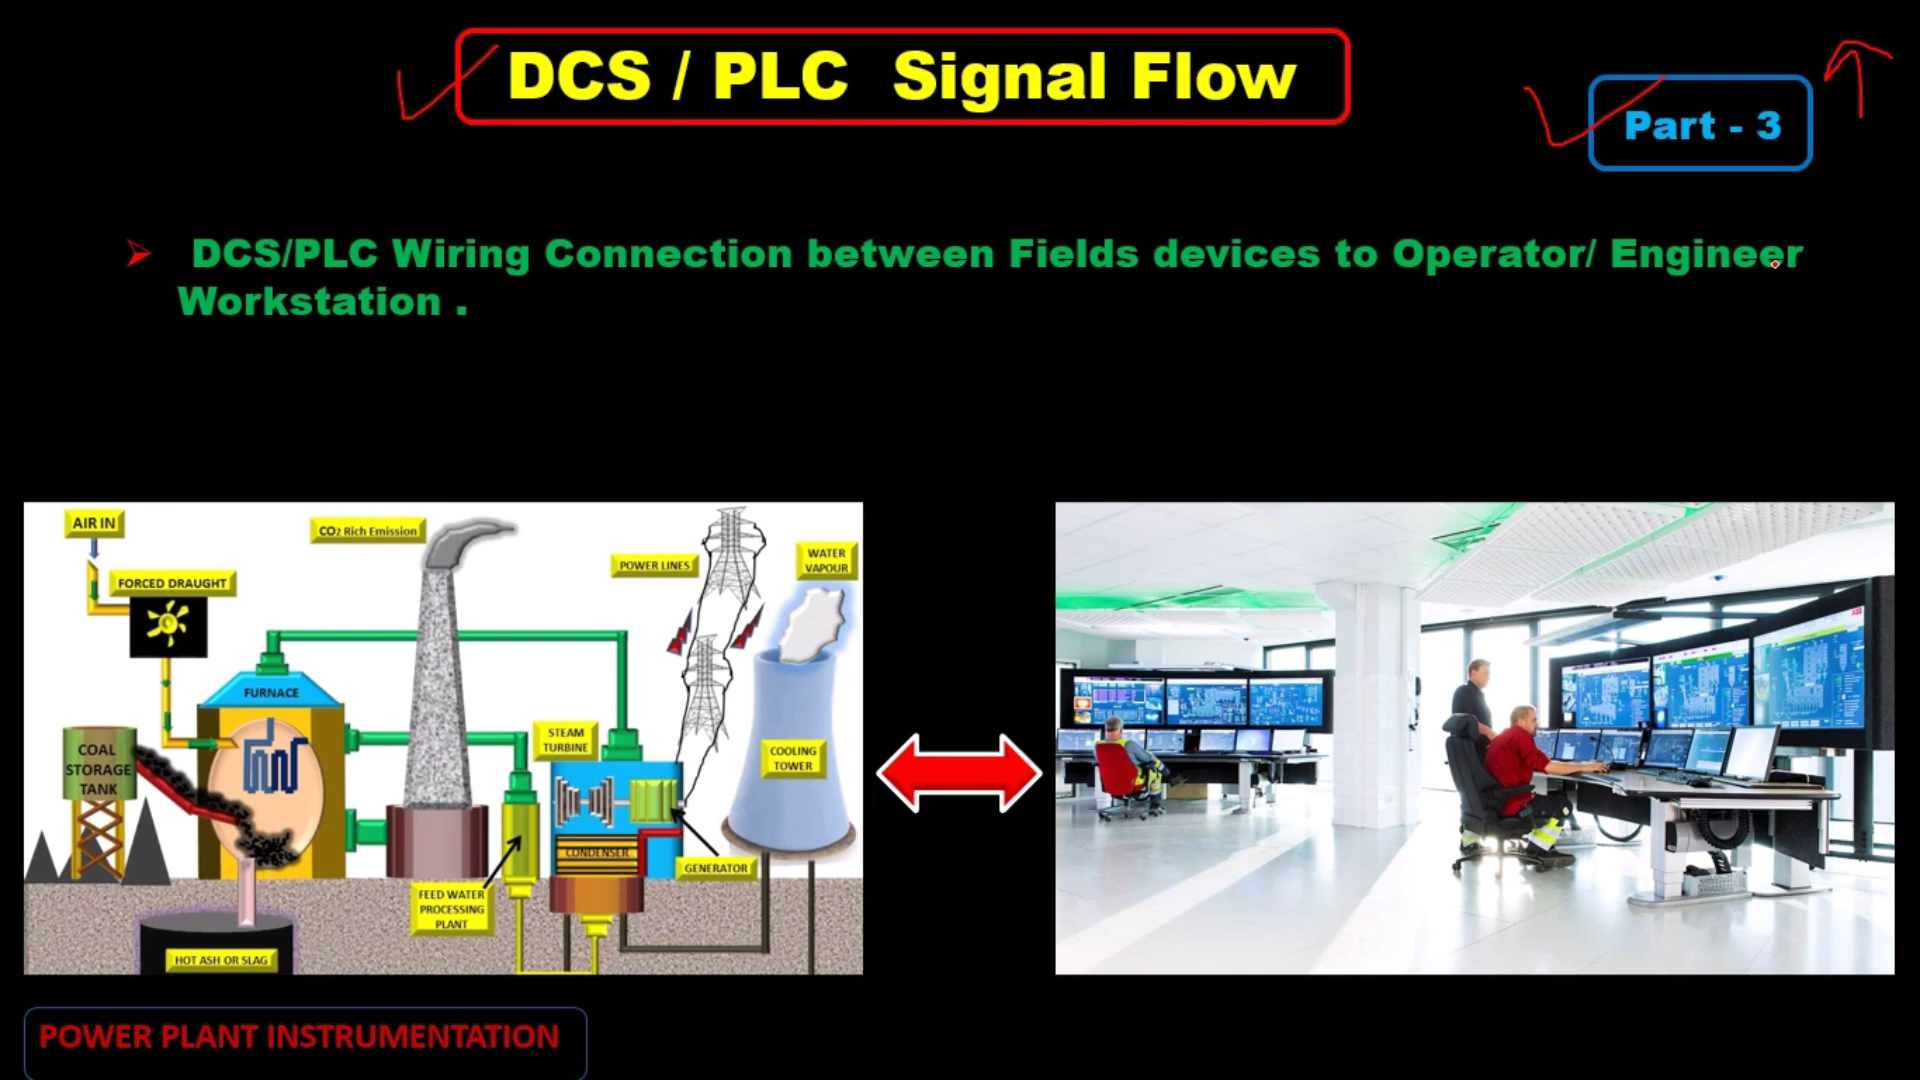 DCS / PLC Signal Flow
Part - 3
DCS/PLC Wiring Connection between Fields devices to Operator/ Engineer
Workstation .
AIR IN
CO2 Rich Emission
POWER LINES
WATER
VAPOUR
FORCED DRAUGHT
FURNACE
STEAM
TURBINE
COAL
STORAGE
TANK
COOLING
TOWER
CONDENSER
GENERATOR
FEED WATER
PROCESSING
PLANT
HOT ASH OR SLAG
ABB
POWER PLANT INSTRUMENTATION